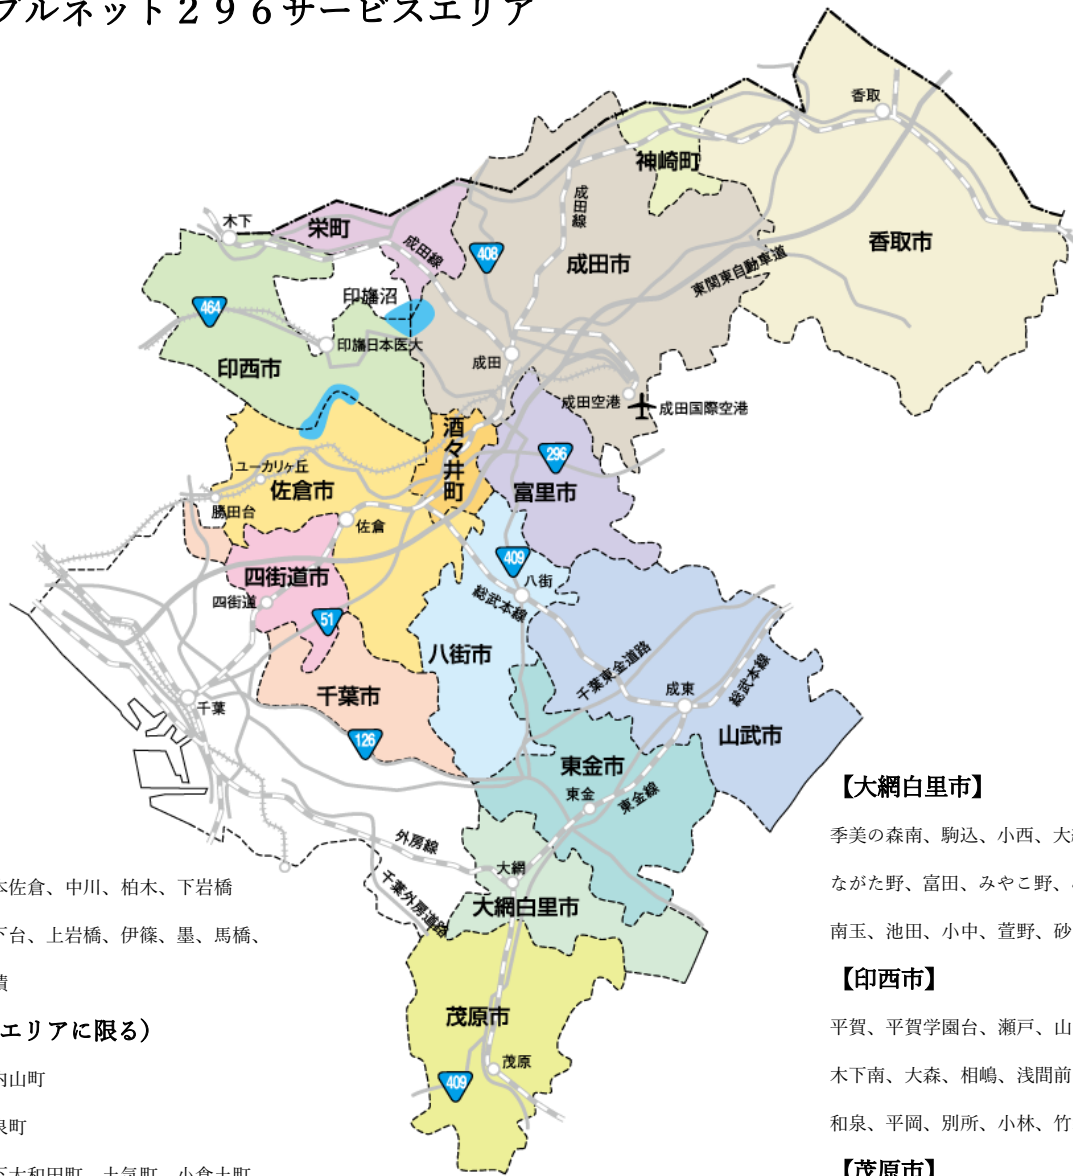 ブルネット２９６サービスエリア
香取
神崎町
成田線
木下
栄町
成田線
408
成田市
香取市
東関東自動車道
464
印旛沼
印旛日本医大
印西市
成田
成田空港
成田国際空港
酒々井町
296
ユーカリヶ丘
佐倉市
富里市
勝田台
佐倉
409
八街
四街道市
四街道
51
総武本線
八街市
千葉東金道路
総武本線
成東
千葉市
千葉
126
山武市
東金市
東金
東金線
外房線
大網
千葉外房道路
大網白里市
茂原市
茂原
409
本佐倉、中川、柏木、下岩橋
下台、上岩橋、伊篠、墨、馬橋、
エリアに限る）
内山町
泉町
下大和田町、土気町、小倉土町
【大網白里市】
季美の森南、駒込、小西、大
ながた野、富田、みやこ野、
南玉、池田、小中、萱野、砂
【印西市】
平賀、平賀学園台、瀬戸、山
木下南、大森、相嶋、浅間前
和泉、平岡、別所、小林、竹
【茂原市】